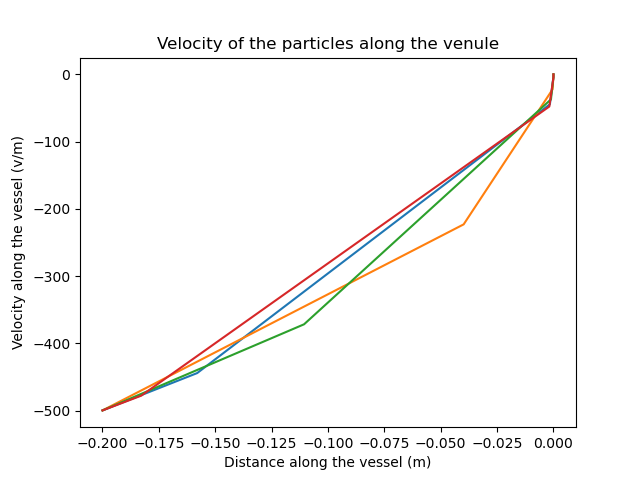 Velocity of the particles along the venule
0
−100
−200
−300
−400
−500
Velocity along the vessel (v/m)
−0.200 −0.175 −0.150 −0.125 −0.100 −0.075 −0.050 −0.025 0.000
Distance along the vessel (m)